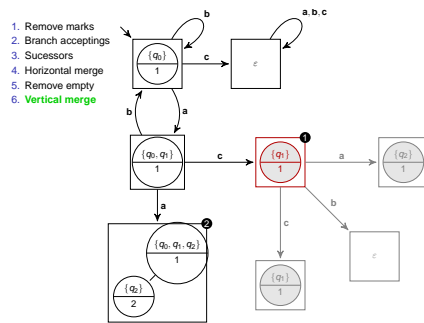 1. Remove marks
2. Branch acceptings
3. Sucessors
4. Horizontal merge
5. Remove empty
6. Vertical merge
b
a, b, c
{q₀}
1
c
ε
b
a
{q₀, q₁}
1
c
1
{q₁}
1
a
{q₂}
1
a
2
{q₀, q₁, q₂}
1
{q₂}
2
c
b
{q₁}
1
ε